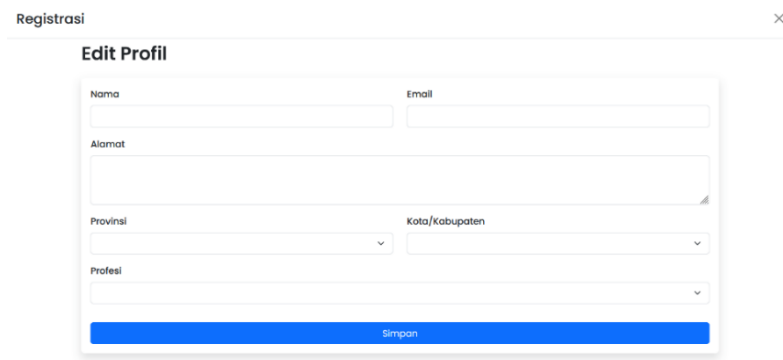 Registrasi
Edit Profil
Nama Email
Alamat
Provinsi Kota/Kabupaten
Profesi
Simpan